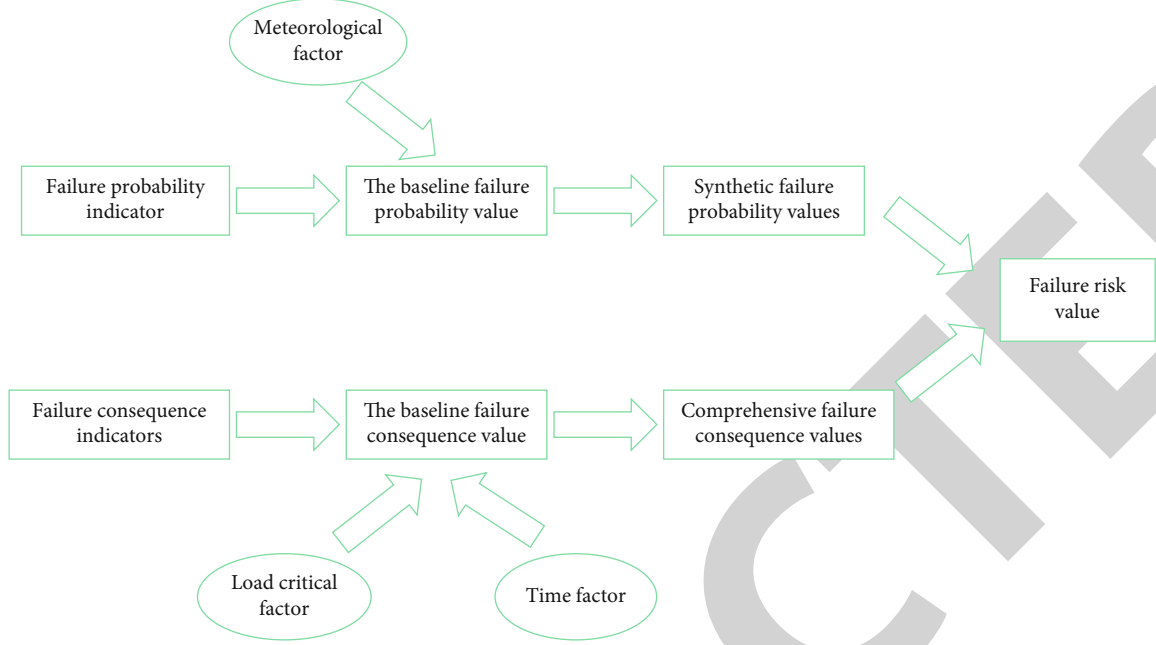 Meteorological
factor
Failure probability
indicator
The baseline failure
probability value
Synthetic failure
probability values
Failure risk
value
Failure consequence
indicators
The baseline failure
consequence value
Comprehensive failure
consequence values
Load critical
factor
Time factor
CTE